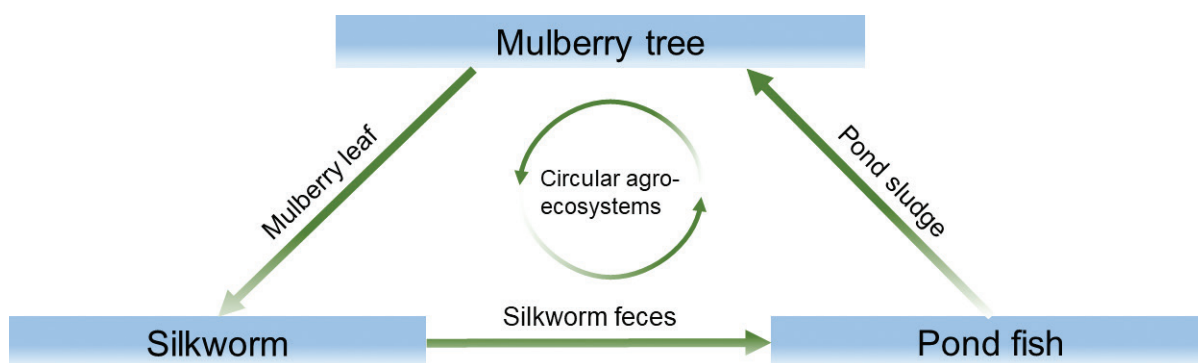 Mulberry tree
Mulberry leaf
Circular agro-
ecosystems
Pond sludge
Silkworm feces
Silkworm
Pond fish